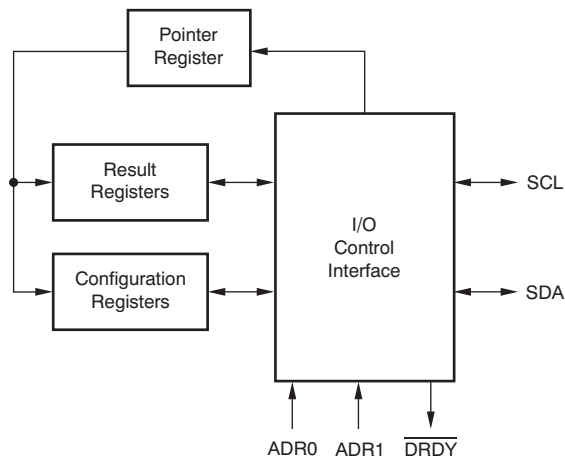 Pointer
Register
Result
Registers
I/O
Control
Interface
SCL
Configuration
Registers
SDA
ADR0
ADR1
DRDY